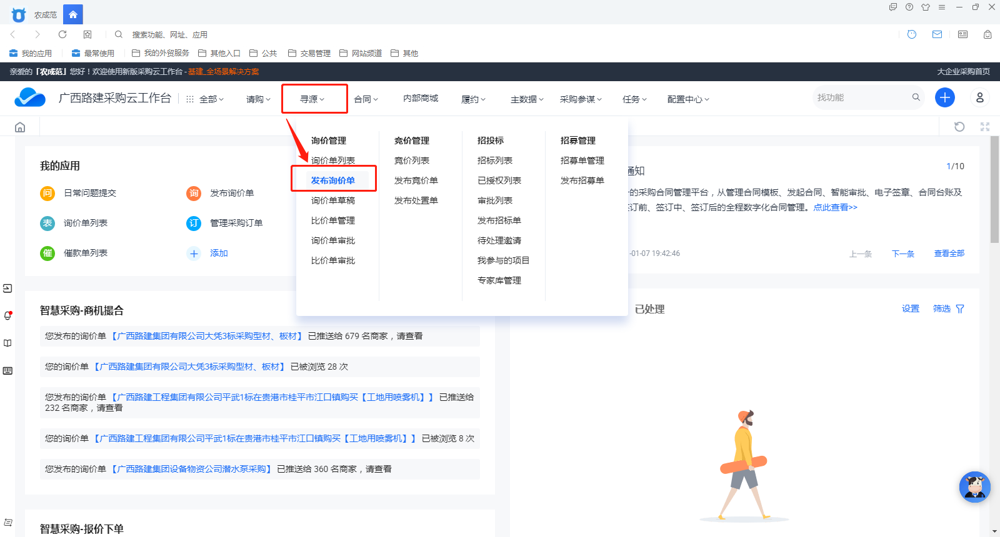 农成范
搜索功能、网址、应用
我的应用 最常使用 我的外贸服务 其他入口 公共 交易管理 网站频道 其他
亲爱的「农成范」您好！欢迎使用新版采购云工作台 - 基建_全场景解决方案 大企业采购首页
广西路建采购云工作台 全部 请购 寻源 合同 内部商城 履约 主数据 采购参谋 任务 配置中心 找功能
询价管理 竞价管理 招投标 招募管理
询价单列表 竞价列表 招标列表 招募单管理
发布询价单 发布竞价单 已授权列表 发布招募单
询价单草稿 发布处置单 审批列表
比价单管理 发布招标单
询价单审批 待处理邀请
比价单审批 我参与的项目
专家库管理
我的应用
问 日常问题提交 询 发布询价单
表 询价单列表 订 管理采购订单
催 催款单列表 添加
通知 1/10
的采购合同管理平台，从管理合同模板、发起合同、智能审批、电子签章、合同台账及
订前、签订中、签订后的全程数字化合同管理。点此查看>>
-01-07 19:42:46 上一条 下一条 查看全部
智慧采购-商机撮合
您发布的询价单【广西路建集团有限公司大凭3标采购型材、板材】已推送给 679 名商家，请查看
您的询价单【广西路建集团有限公司大凭3标采购型材、板材】已被浏览 28 次
您发布的询价单【广西路建工程集团有限公司平武1标在贵港市桂平市江口镇购买【工地用喷雾机】】已推送给
232 名商家，请查看
您的询价单【广西路建工程集团有限公司平武1标在贵港市桂平市江口镇购买【工地用喷雾机】】已被浏览 8 次
您发布的询价单【广西路建集团设备物资公司潜水泵采购】已推送给 360 名商家，请查看
已处理 设置 筛选
智慧采购-报价下单